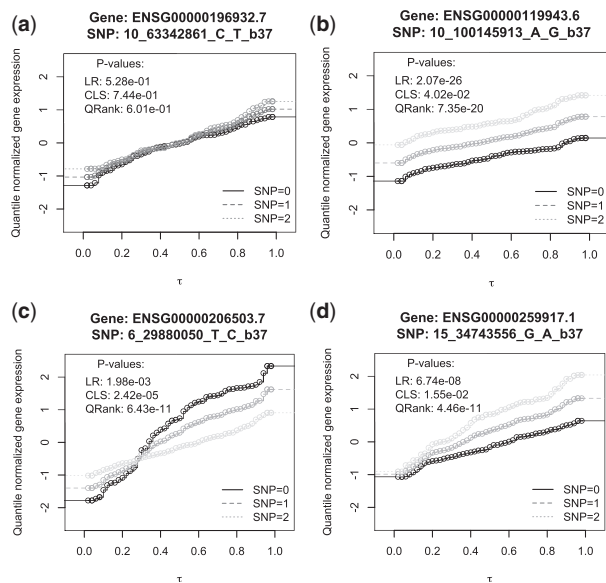 (a)
Gene: ENSG00000196932.7
SNP: 10_63342861_C_T_b37
P-values:
LR: 5.28e-01
CLS: 7.44e-01
QRank: 6.01e-01
Quantile normalized gene expression
2
1
0
-1
-2
SNP=0
SNP=1
SNP=2
0.0 0.2 0.4 0.6 0.8 1.0
τ
(b)
Gene: ENSG00000119943.6
SNP: 10_100145913_A_G_b37
P-values:
LR: 2.07e-26
CLS: 4.02e-02
QRank: 7.35e-20
Quantile normalized gene expression
2
1
0
-1
-2
SNP=0
SNP=1
SNP=2
0.0 0.2 0.4 0.6 0.8 1.0
τ
(c)
Gene: ENSG00000206503.7
SNP: 6_29880050_T_C_b37
P-values:
LR: 1.98e-03
CLS: 2.42e-05
QRank: 6.43e-11
Quantile normalized gene expression
2
1
0
-1
-2
SNP=0
SNP=1
SNP=2
0.0 0.2 0.4 0.6 0.8 1.0
τ
(d)
Gene: ENSG00000259917.1
SNP: 15_34743556_G_A_b37
P-values:
LR: 6.74e-08
CLS: 1.55e-02
QRank: 4.46e-11
Quantile normalized gene expression
2
1
0
-1
-2
SNP=0
SNP=1
SNP=2
0.0 0.2 0.4 0.6 0.8 1.0
τ